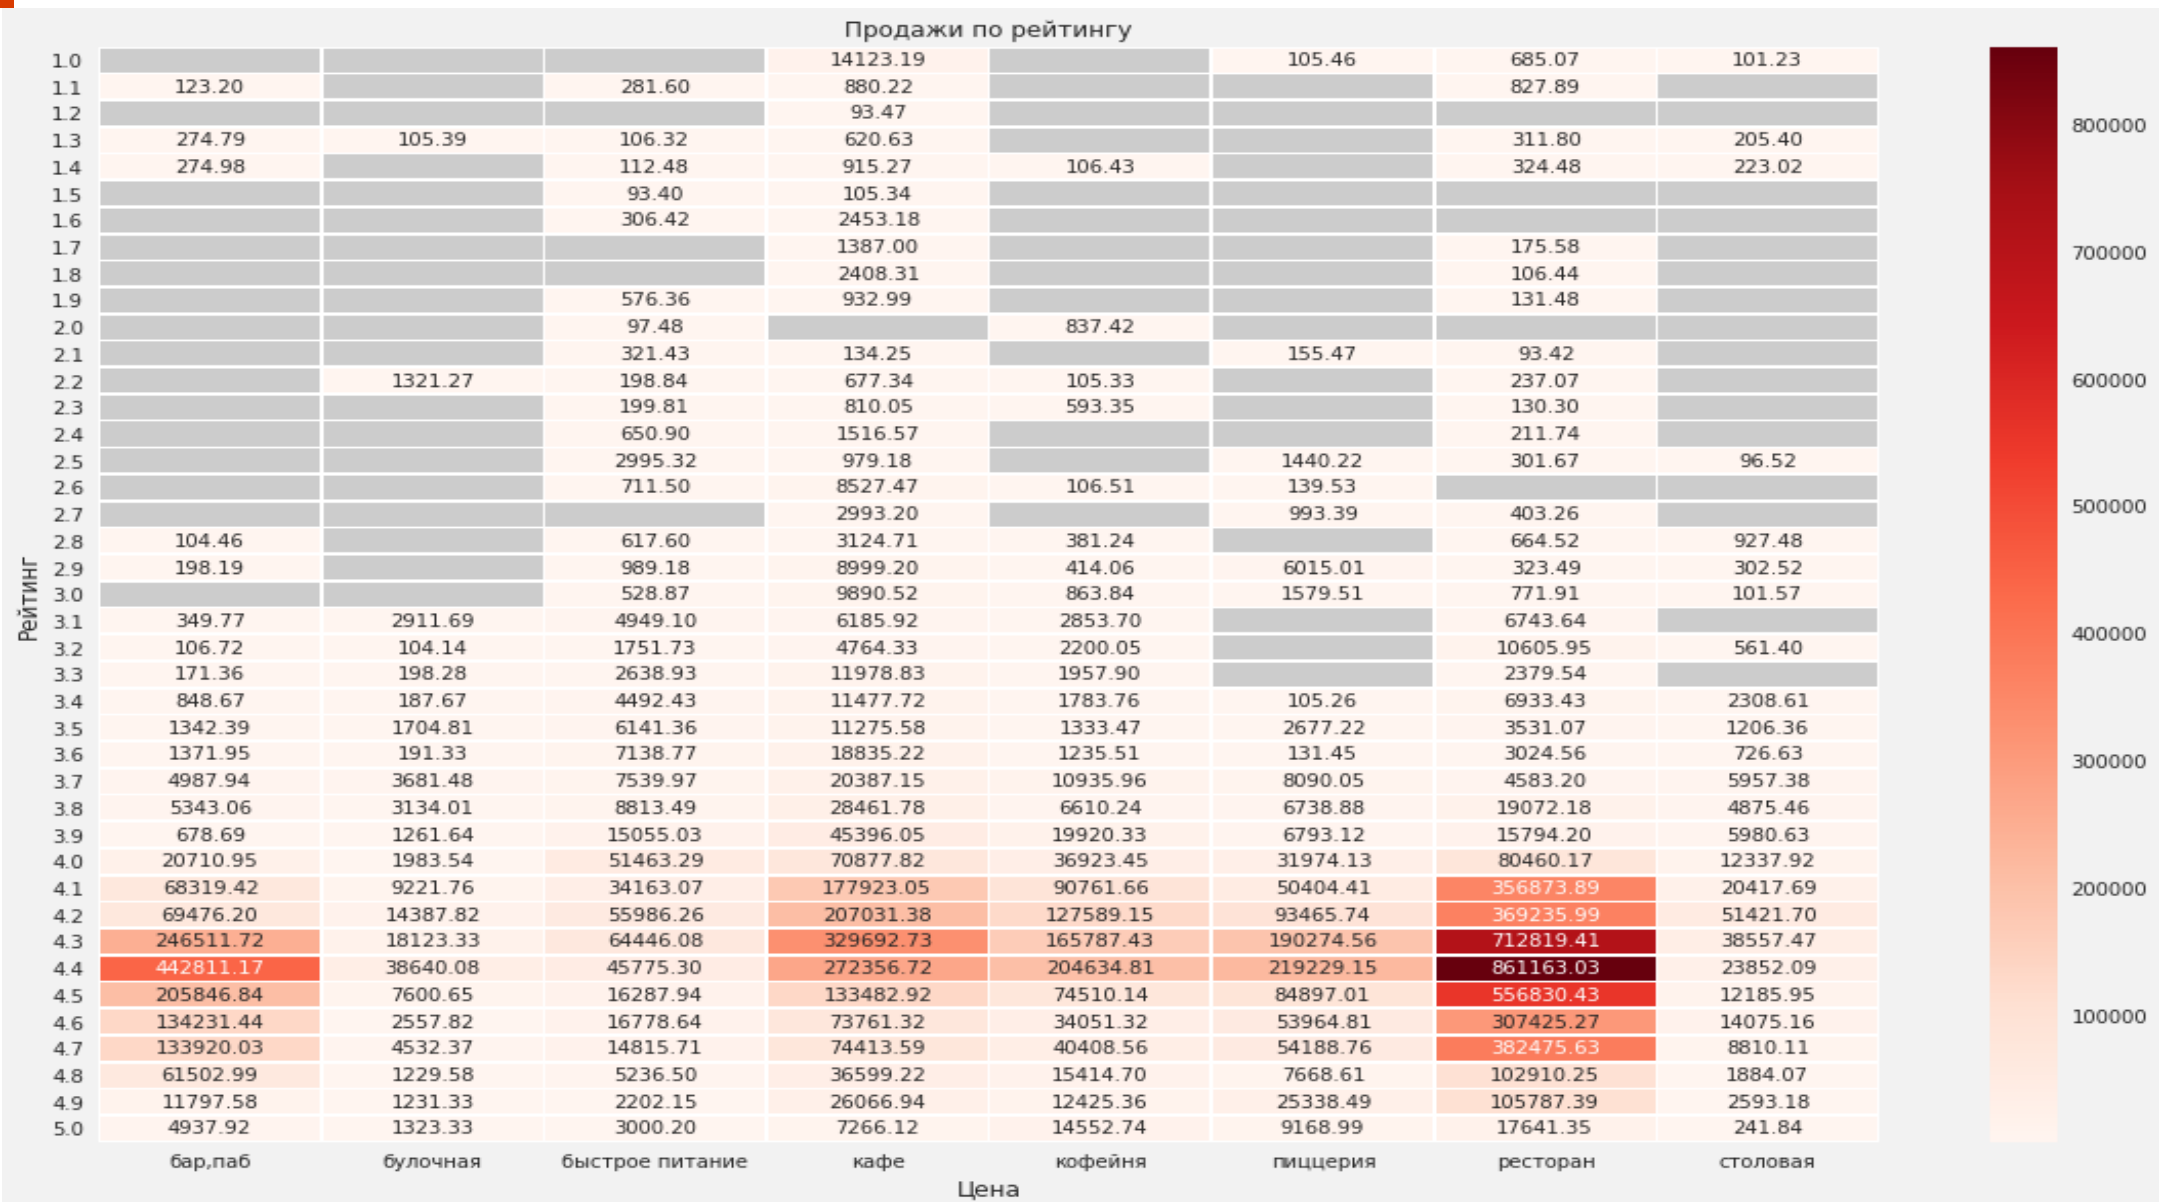 Продажи по рейтингу
1.0 14123.19 105.46 685.07 101.23
1.1 123.20 281.60 880.22 827.89
1.2 93.47
1.3 274.79 105.39 106.32 620.63 311.80 205.40
1.4 274.98 112.48 915.27 106.43 324.48 223.02
1.5 93.40 105.34
1.6 306.42 2453.18
1.7 1387.00 175.58
1.8 2408.31 106.44
1.9 576.36 932.99 131.48
2.0 97.48 837.42
2.1 321.43 134.25 155.47 93.42
2.2 1321.27 198.84 677.34 105.33 237.07
2.3 199.81 810.05 593.35 130.30
2.4 650.90 1516.57 211.74
2.5 2995.32 979.18 1440.22 301.67 96.52
2.6 711.50 8527.47 106.51 139.53
2.7 2993.20 993.39 403.26
2.8 104.46 617.60 3124.71 381.24 664.52 927.48
2.9 198.19 989.18 8999.20 414.06 6015.01 323.49 302.52
3.0 528.87 9890.52 863.84 1579.51 771.91 101.57
3.1 349.77 2911.69 4949.10 6185.92 2853.70 6743.64
3.2 106.72 104.14 1751.73 4764.33 2200.05 10605.95 561.40
3.3 171.36 198.28 2638.93 11978.83 1957.90 2379.54
3.4 848.67 187.67 4492.43 11477.72 1783.76 105.26 6933.43 2308.61
3.5 1342.39 1704.81 6141.36 11275.58 1333.47 2677.22 3531.07 1206.36
3.6 1371.95 191.33 7138.77 18835.22 1235.51 131.45 3024.56 726.63
3.7 4987.94 3681.48 7539.97 20387.15 10935.96 8090.05 4583.20 5957.38
3.8 5343.06 3134.01 8813.49 28461.78 6610.24 6738.88 19072.18 4875.46
3.9 678.69 1261.64 15055.03 45396.05 19920.33 6793.12 15794.20 5980.63
4.0 20710.95 1983.54 51463.29 70877.82 36923.45 31974.13 80460.17 12337.92
4.1 68319.42 9221.76 34163.07 177923.05 90761.66 50404.41 356873.89 20417.69
4.2 69476.20 14387.82 55986.26 207031.38 127589.15 93465.74 369235.99 51421.70
4.3 246511.72 18123.33 64446.08 329692.73 165787.43 190274.56 712819.41 38557.47
4.4 442811.17 38640.08 45775.30 272356.72 204634.81 219229.15 861163.03 23852.09
4.5 205846.84 7600.65 16287.94 133482.92 74510.14 84897.01 556830.43 12185.95
4.6 134231.44 2557.82 16778.64 73761.32 34051.32 53964.81 307425.27 14075.16
4.7 133920.03 4532.37 14815.71 74413.59 40408.56 54188.76 382475.63 8810.11
4.8 61502.99 1229.58 5236.50 36599.22 15414.70 7668.61 102910.25 1884.07
4.9 11797.58 1231.33 2202.15 26066.94 12425.36 25338.49 105787.39 2593.18
5.0 4937.92 1323.33 3000.20 7266.12 14552.74 9168.99 17641.35 241.84
бар,паб булочная быстрое питание кафе кофейня пиццерия ресторан столовая
Цена
Рейтинг
800000
700000
600000
500000
400000
300000
200000
100000